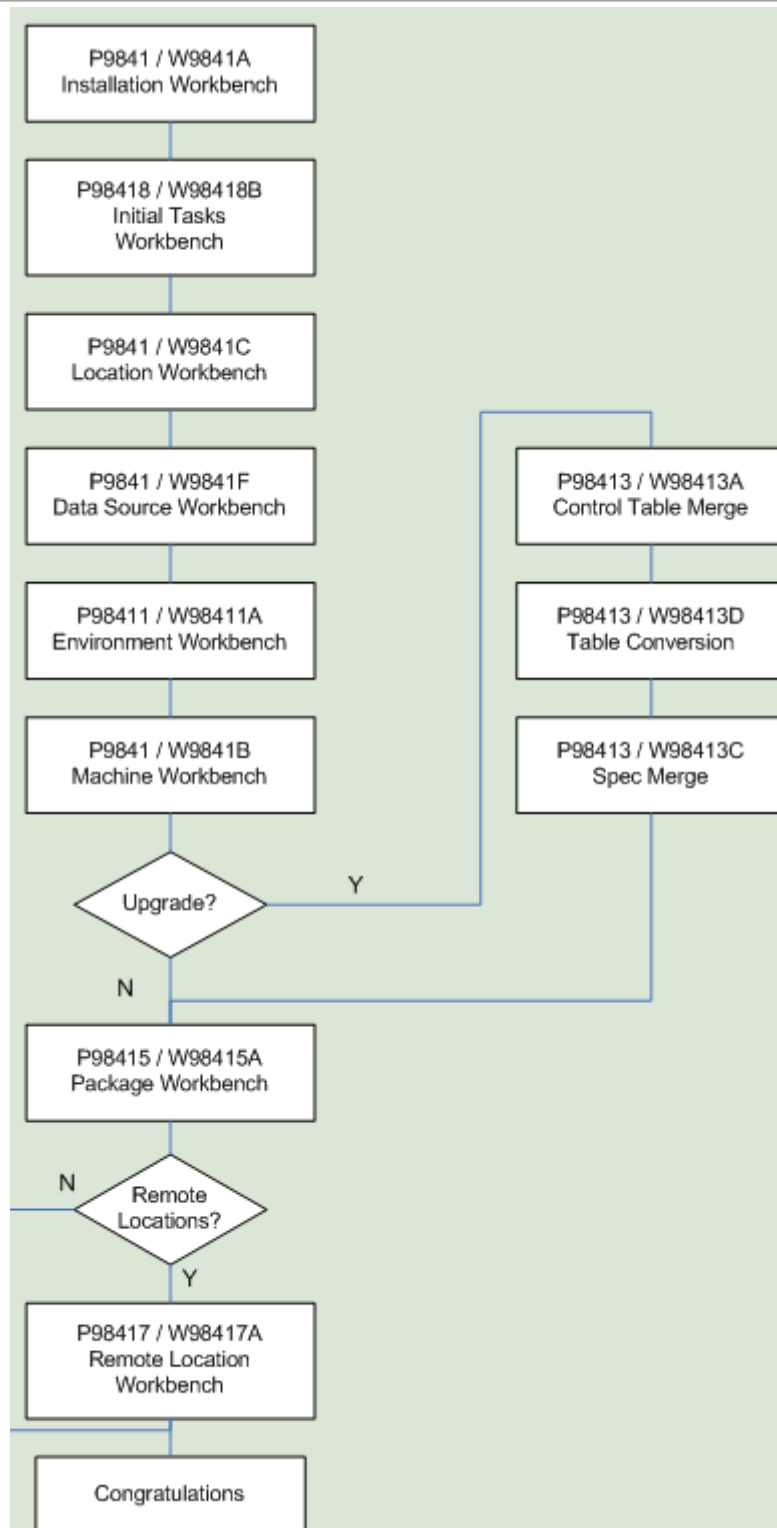 P9841 / W9841A
Installation Workbench
P98418 / W98418B
Initial Tasks
Workbench
P9841 / W9841C
Location Workbench
P9841 / W9841F
Data Source Workbench
P98411 / W98411A
Environment Workbench
P9841 / W9841B
Machine Workbench
Upgrade?
Y
N
P98413 / W98413A
Control Table Merge
P98413 / W98413D
Table Conversion
P98413 / W98413C
Spec Merge
P98415 / W98415A
Package Workbench
N
Remote
Locations?
Y
P98417 / W98417A
Remote Location
Workbench
Congratulations